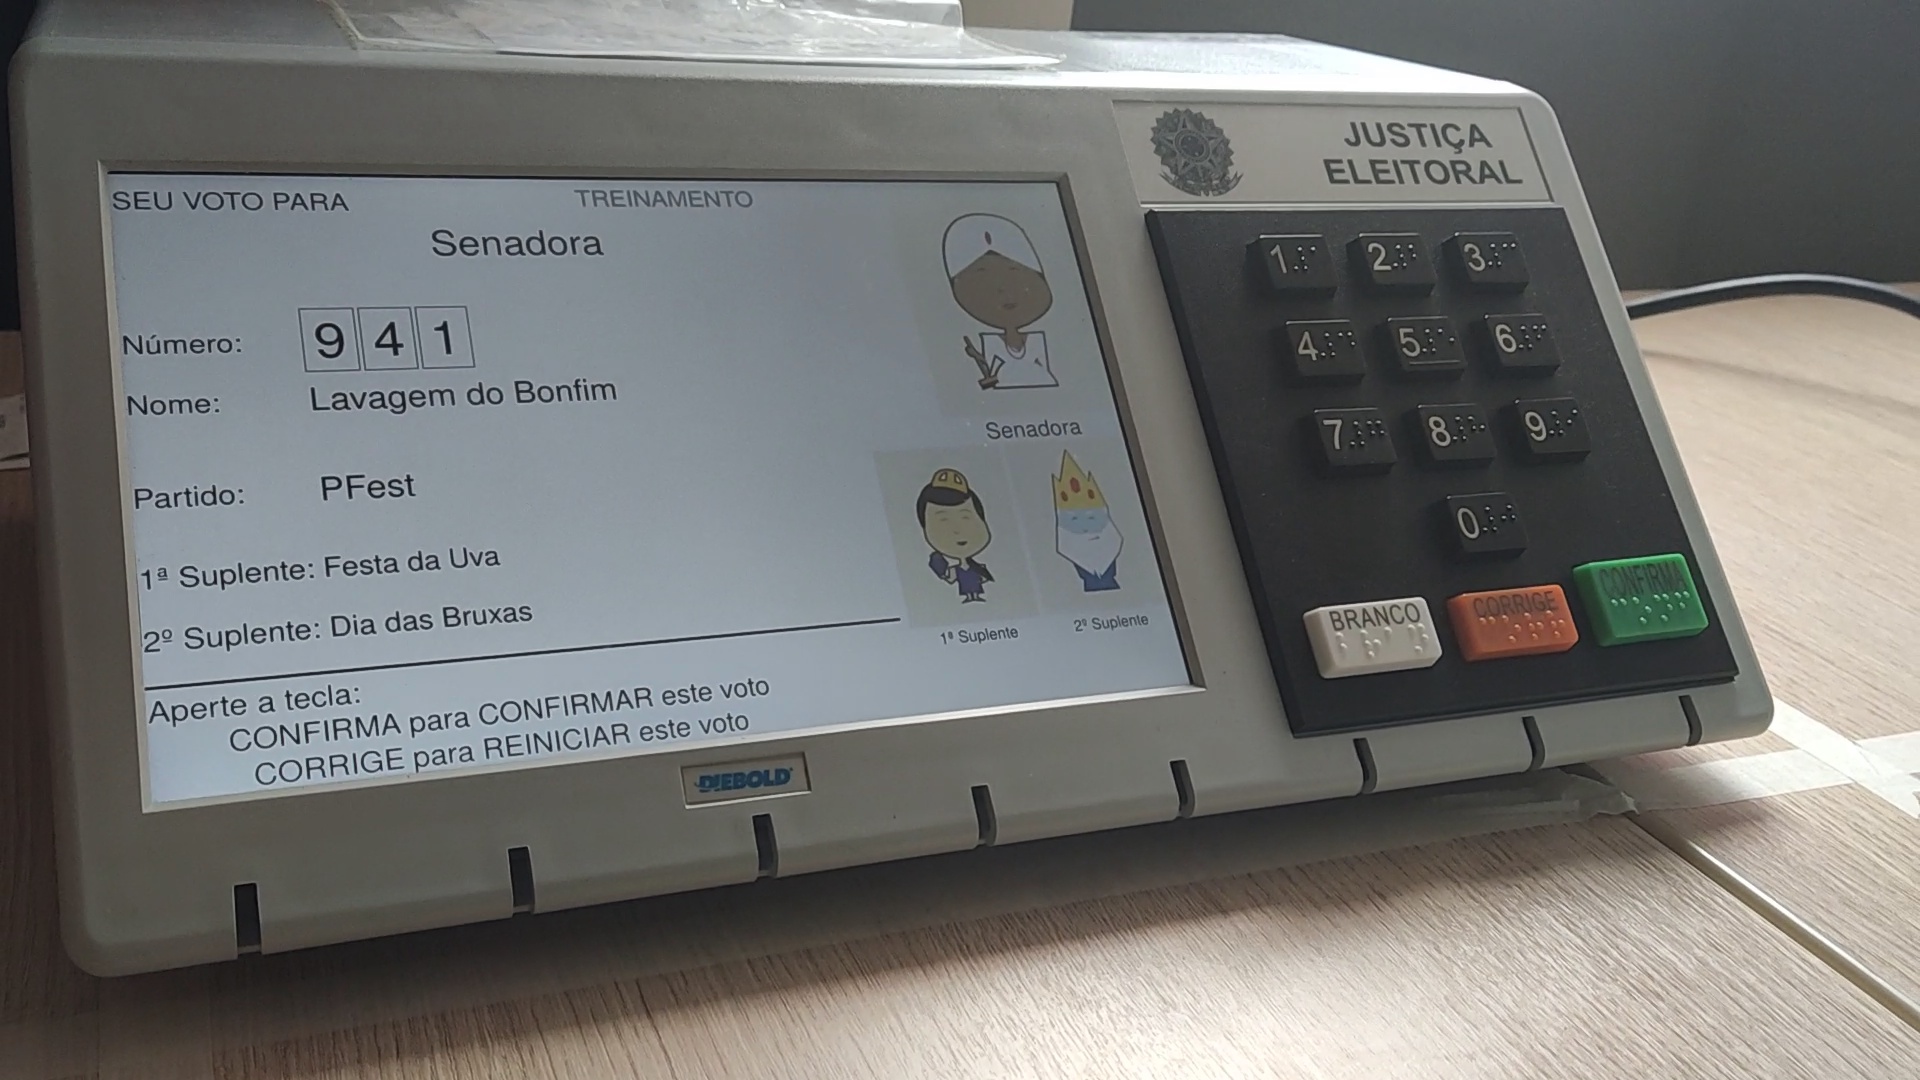 SEU VOTO PARA
TREINAMENTO
Senadora
Número: 9 4 1
Nome: Lavagem do Bonfim
Partido: PFest
1ª Suplente: Festa da Uva
2º Suplente: Dia das Bruxas
Senadora
1ª Suplente
2º Suplente
Aperte a tecla:
CONFIRMA para CONFIRMAR este voto
CORRIGE para REINICIAR este voto
DIEBOLD
JUSTIÇA
ELEITORAL
1 2 3
4 5 6
7 8 9
0
BRANCO CORRIGE CONFIRMA